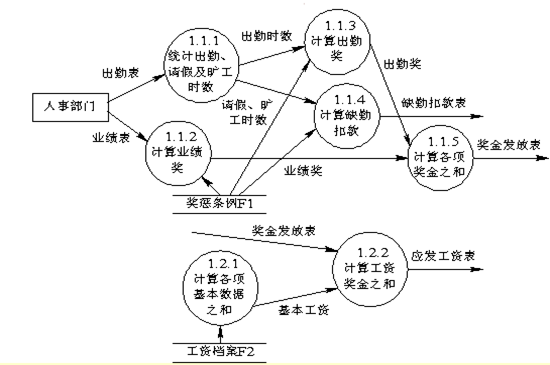 1.1.1
统计出勤、
请假及旷工
时数
出勤时数
1.1.3
计算出勤
奖
出勤奖
出勤表
人事部门
请假、旷
工时数
1.1.4
计算缺勤
扣款
缺勤扣款表
业绩表
1.1.2
计算业绩
奖
业绩奖
1.1.5
计算各项
奖金之和
奖金发放表
奖惩条例F1
奖金发放表
1.2.1
计算各项
基本数据
之和
基本工资
1.2.2
计算工资
奖金之和
应发工资表
工资档案F2